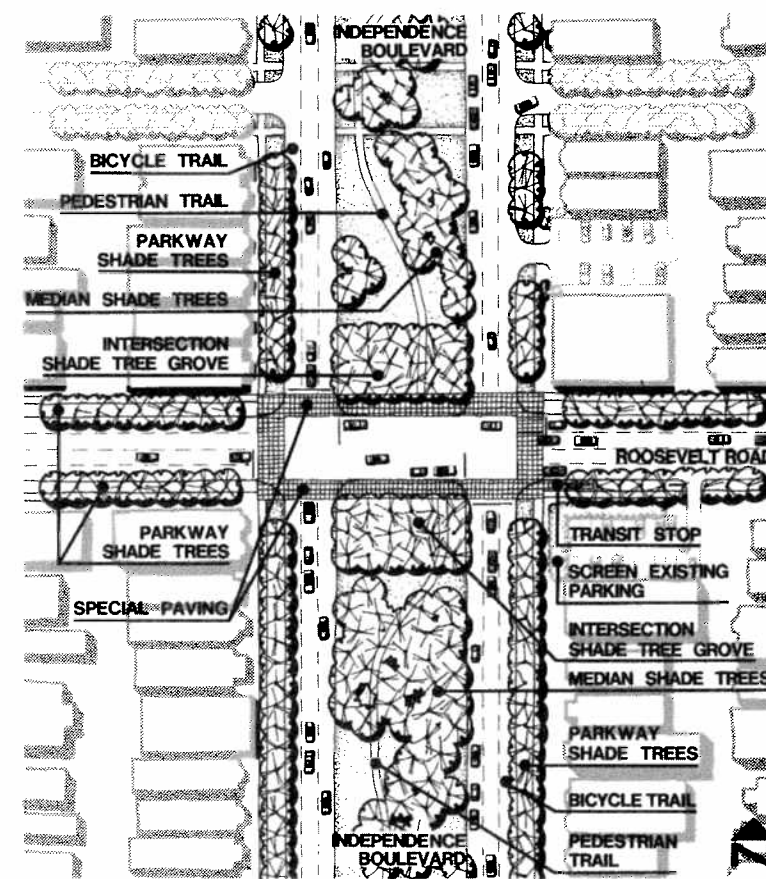 INDEPENDENCE
BOULEVARD
BICYCLE TRAIL
PEDESTRIAN TRAIL
PARKWAY
SHADE TREES
MEDIAN SHADE TREES
INTERSECTION
SHADE TREE GROVE
ROOSEVELT ROAD
PARKWAY
SHADE TREES
SPECIAL PAVING
TRANSIT STOP
SCREEN EXISTING
PARKING
INTERSECTION
SHADE TREE GROVE
MEDIAN SHADE TREES
PARKWAY
SHADE TREES
BICYCLE TRAIL
PEDESTRIAN
TRAIL
INDEPENDENCE
BOULEVARD